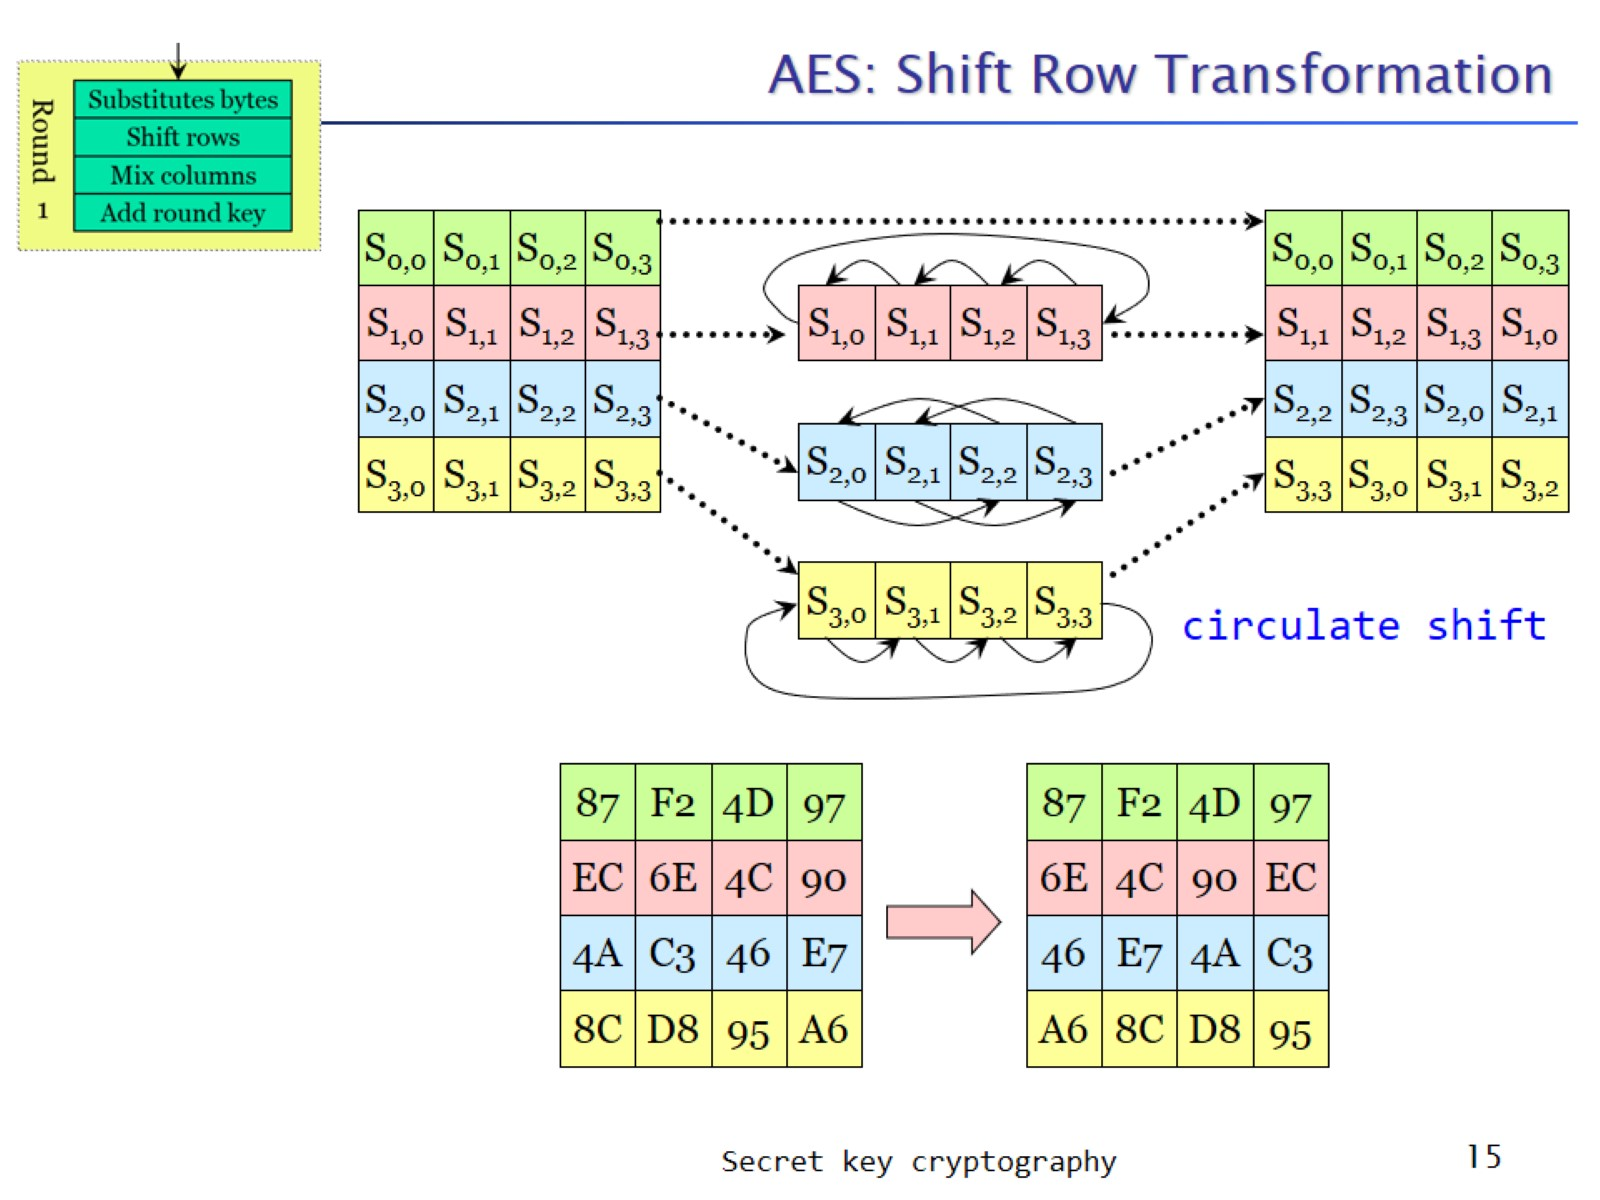 AES: Shift Row Transformation
Round 1
Substitutes bytes
Shift rows
Mix columns
Add round key
S0,0 S0,1 S0,2 S0,3
S1,0 S1,1 S1,2 S1,3
S2,0 S2,1 S2,2 S2,3
S3,0 S3,1 S3,2 S3,3
S1,0 S1,1 S1,2 S1,3
S2,0 S2,1 S2,2 S2,3
S3,0 S3,1 S3,2 S3,3
S0,0 S0,1 S0,2 S0,3
S1,1 S1,2 S1,3 S1,0
S2,2 S2,3 S2,0 S2,1
S3,3 S3,0 S3,1 S3,2
circulate shift
87 F2 4D 97
EC 6E 4C 90
4A C3 46 E7
8C D8 95 A6
87 F2 4D 97
6E 4C 90 EC
46 E7 4A C3
A6 8C D8 95
Secret key cryptography
15